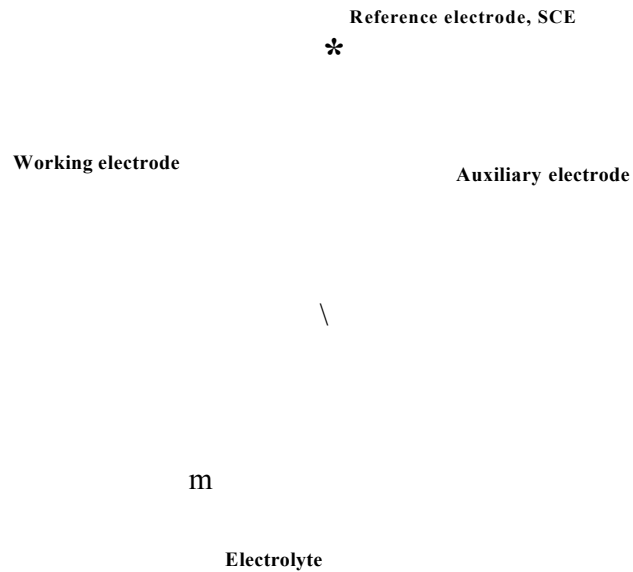 Reference electrode, SCE
*
Working electrode
Auxiliary electrode
\
m
Electrolyte